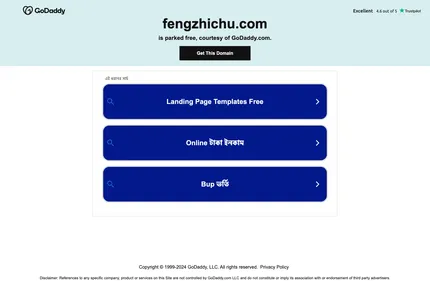 GoDaddy
Excellent 4.6 out of 5 Trustpilot
fengzhichu.com
is parked free, courtesy of GoDaddy.com.
Get This Domain
Landing Page Templates Free
Online টাকা ইনকাম
Bup ভর্তি
Copyright © 1999-2024 GoDaddy, LLC. All rights reserved. Privacy Policy
Disclaimer: References to any specific company, product or services on this Site are not controlled by GoDaddy.com LLC and do not constitute or imply its association with or endorsement of third party advertisers.